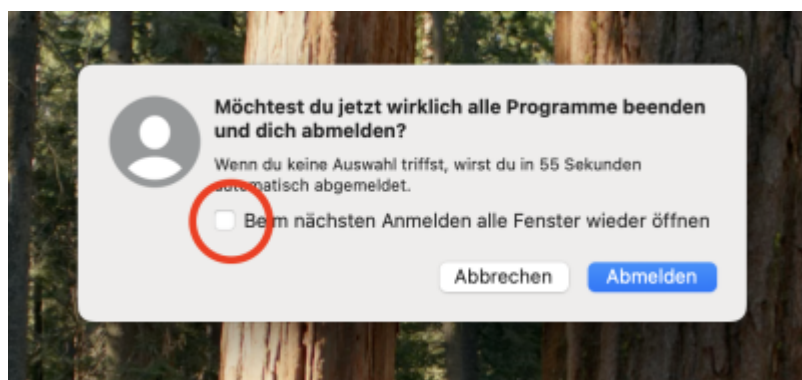 Möchtest du jetzt wirklich alle Programme beenden
und dich abmelden?
Wenn du keine Auswahl triffst, wirst du in 55 Sekunden
automatisch abgemeldet.
Beim nächsten Anmelden alle Fenster wieder öffnen
Abbrechen
Abmelden